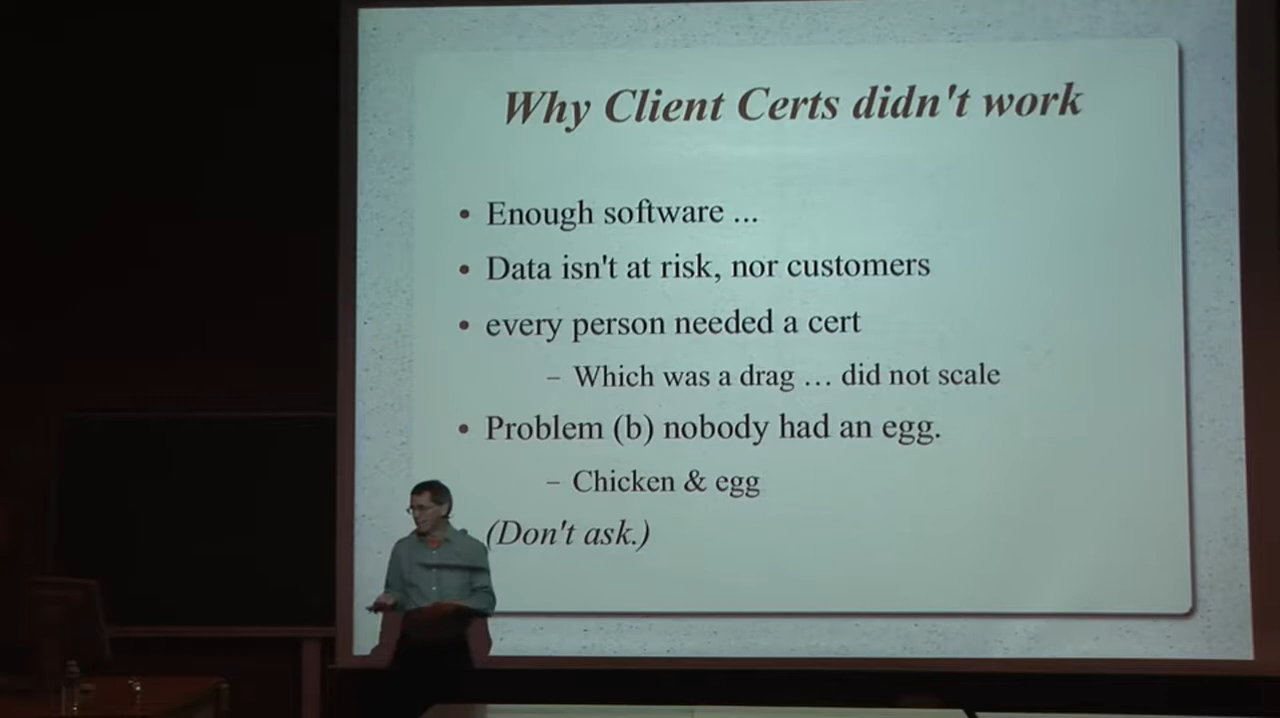 Why Client Certs didn't work
• Enough software ...
• Data isn't at risk, nor customers
• every person needed a cert
– Which was a drag … did not scale
• Problem (b) nobody had an egg.
– Chicken & egg
(Don't ask.)